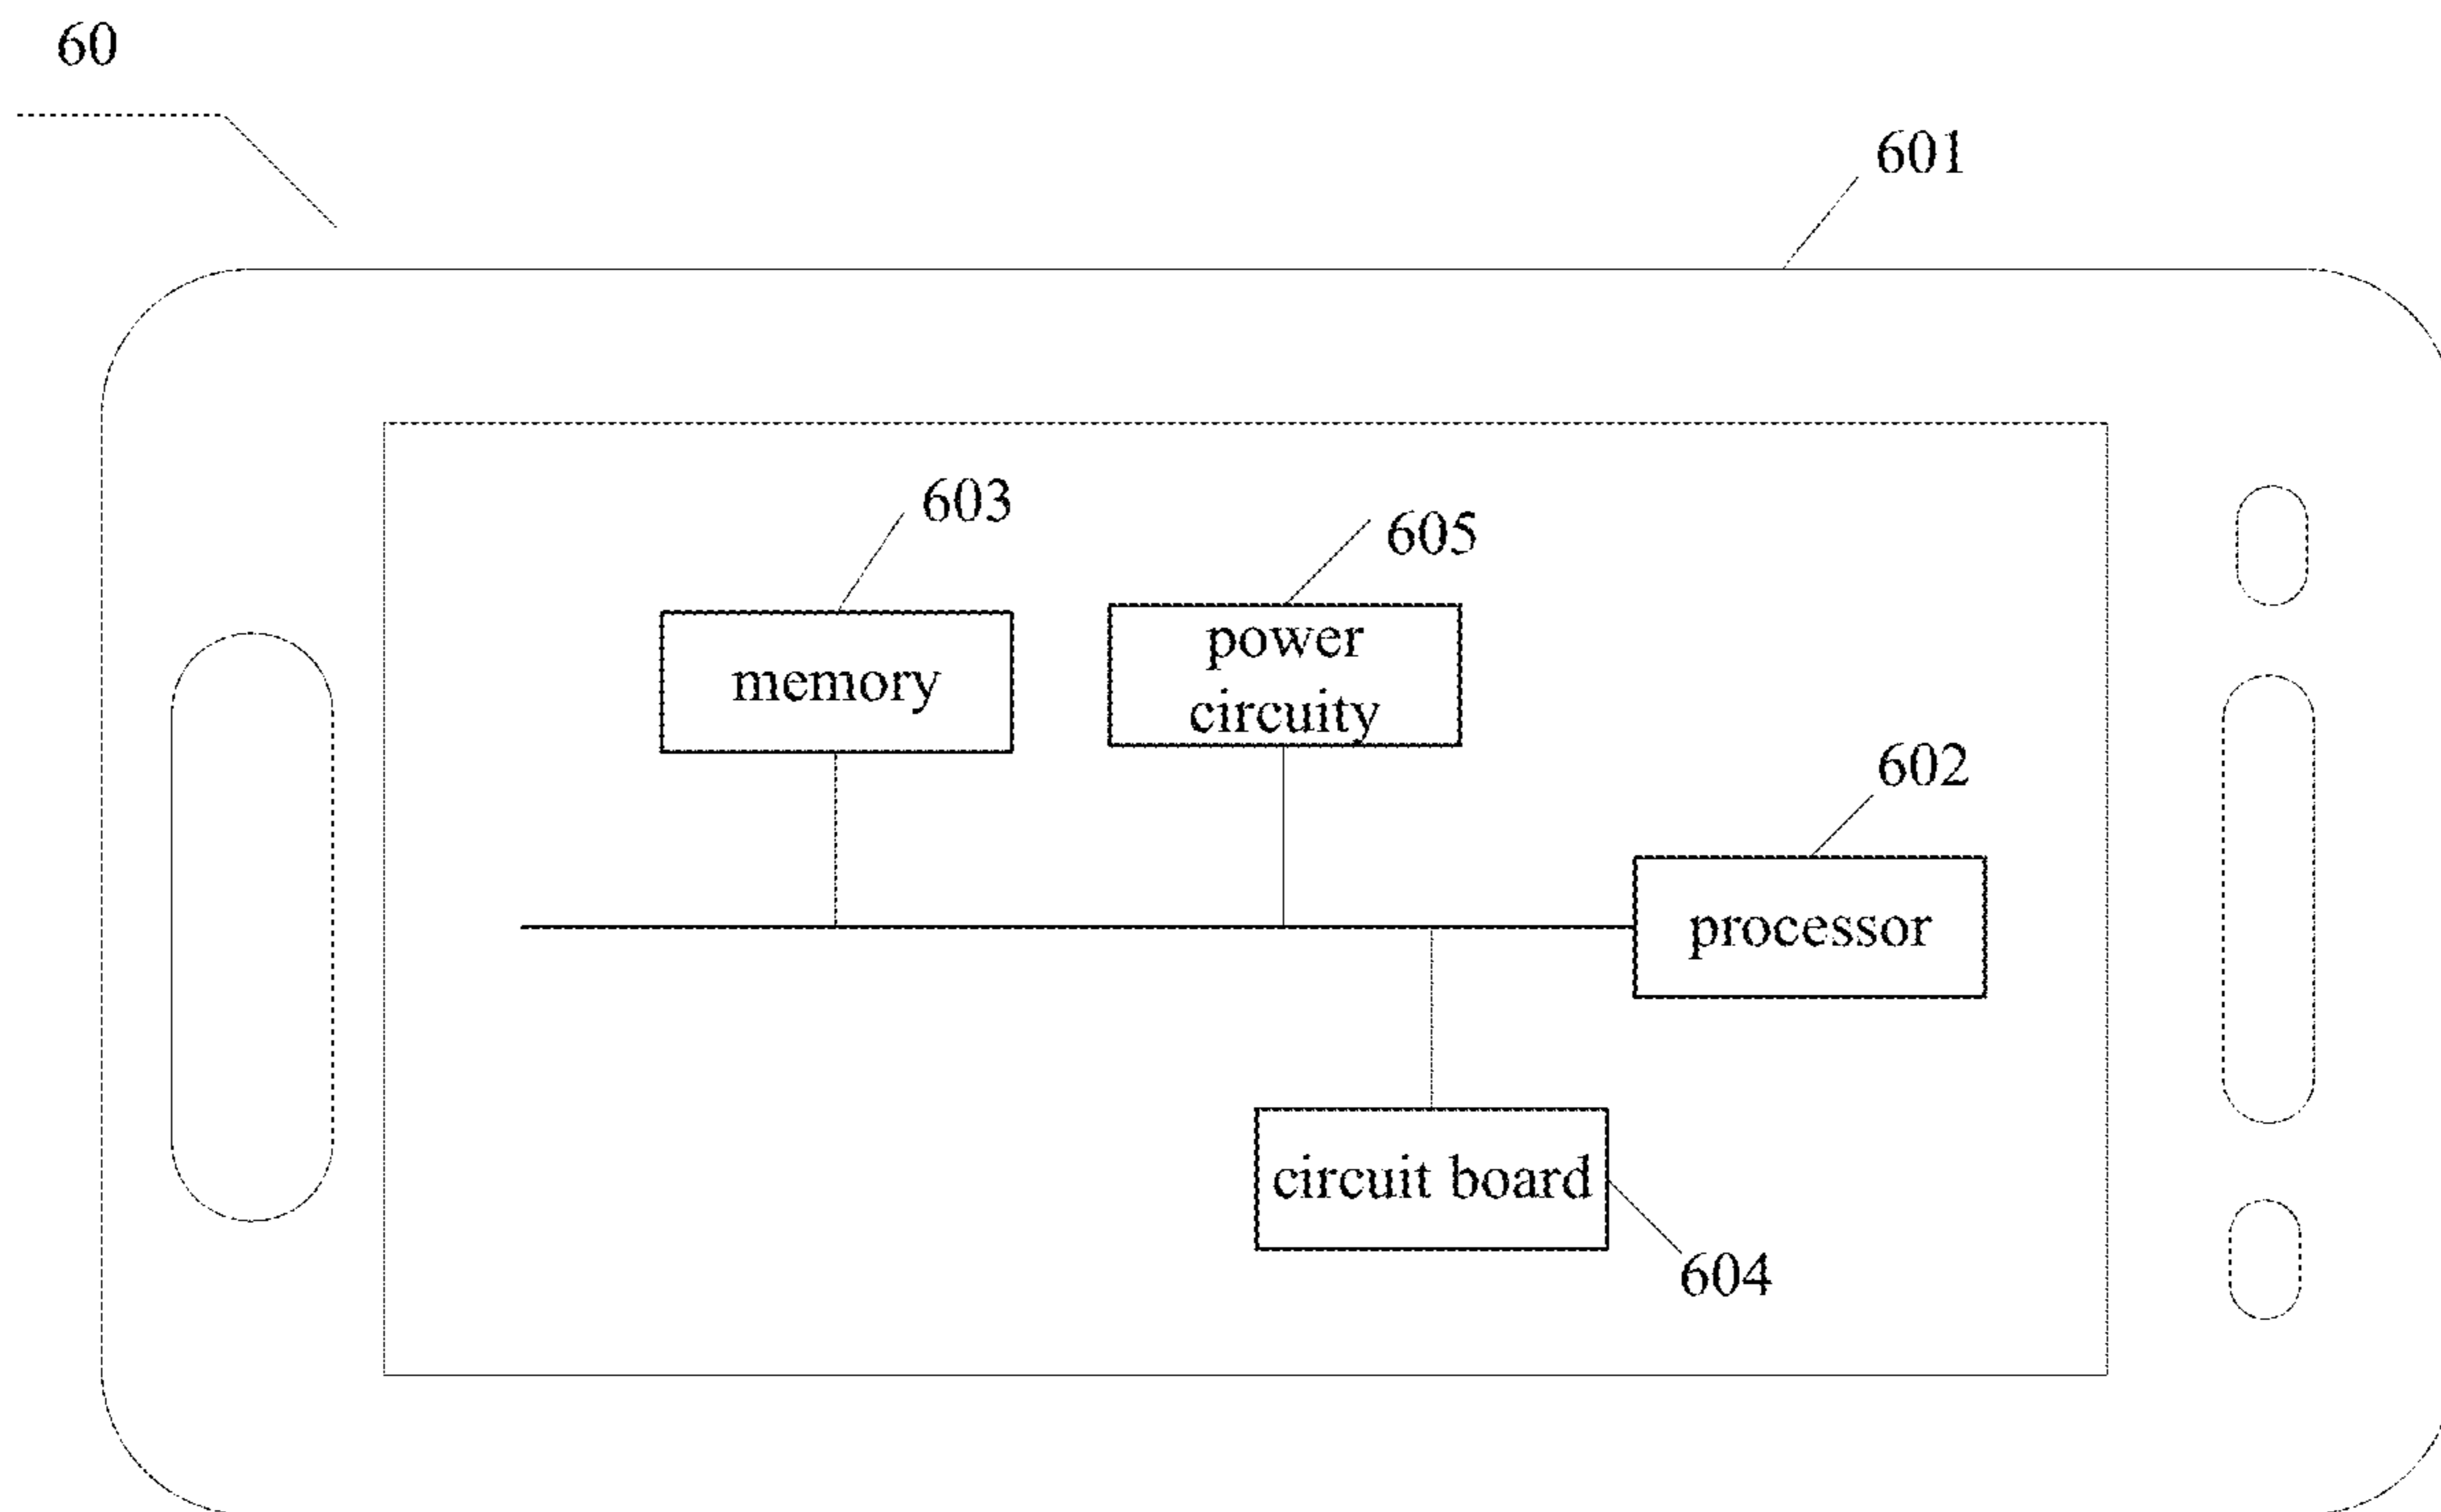 60
601
603
605
memory
power
circuity
602
processor
circuit board
604